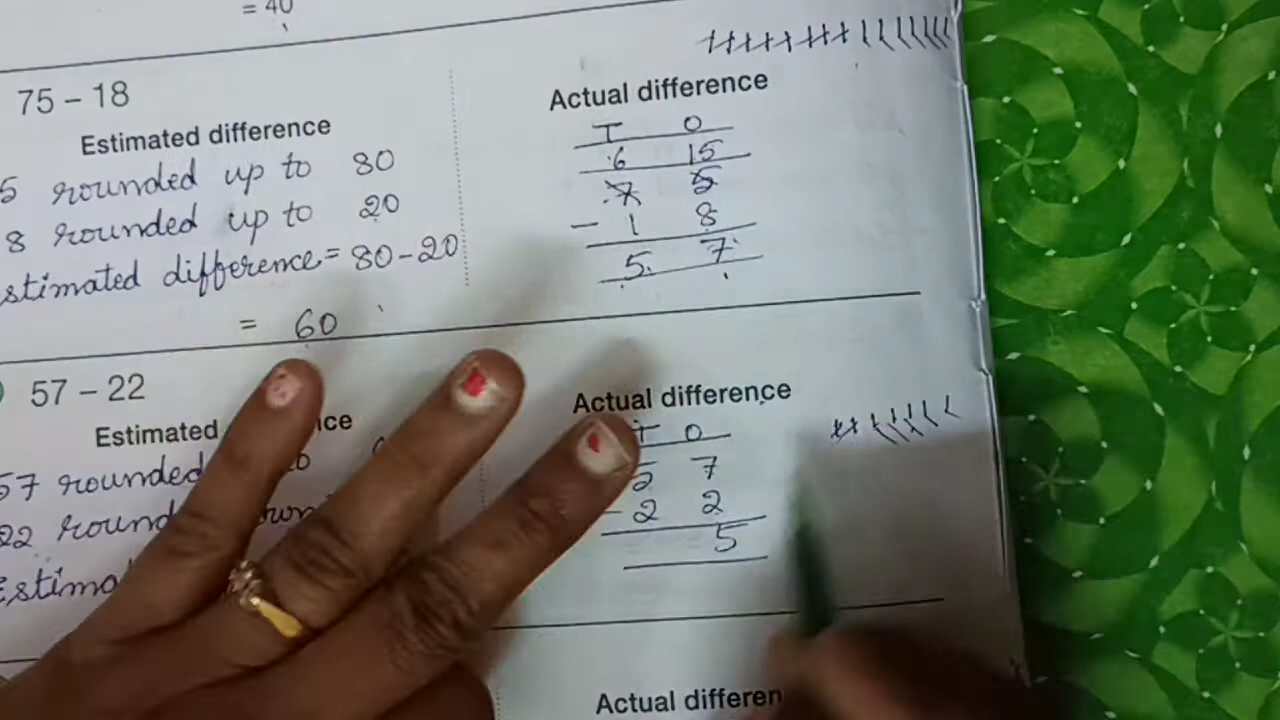 = 40
75 – 18
Estimated difference
5 rounded up to 80
8 rounded up to 20
stimated difference = 80 - 20
= 60
Actual difference
T O
6 15
7 5
- 1 8
5 7
57 – 22
Estimated
57 rounded
22 round
Estima
Actual difference
T O
5 7
- 2 2
5
Actual differen